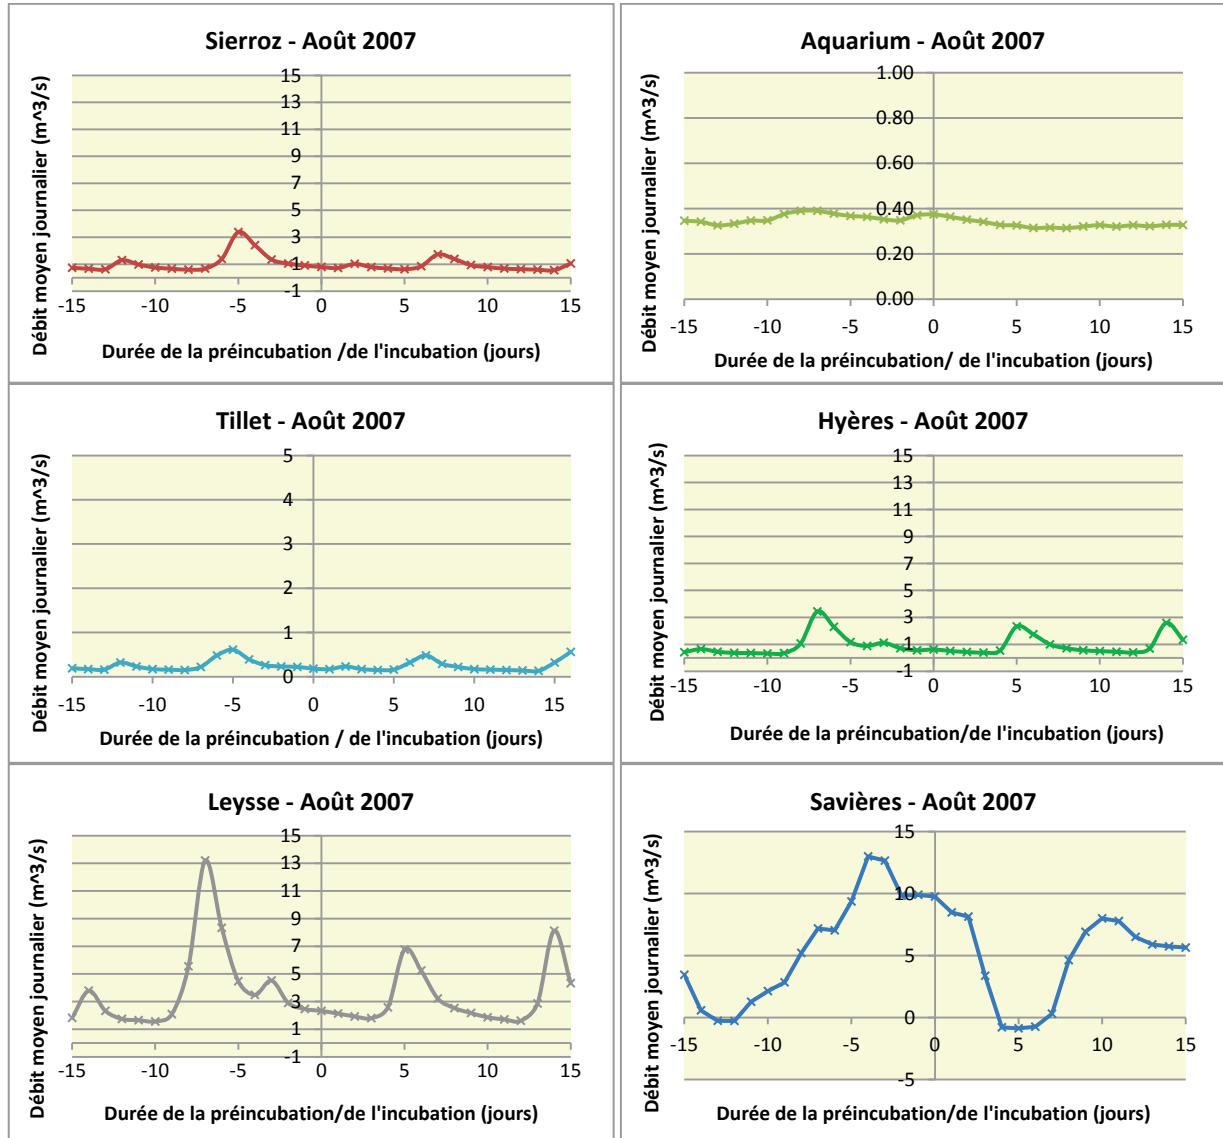 Sierroz - Août 2007
Débit moyen journalier (m^3/s)
15
13
11
9
7
5
3
1
-1
-15 -10 -5 0 5 10 15
Durée de la préincubation /de l'incubation (jours)
Aquarium - Août 2007
Débit moyen journalier (m^3/s)
1.00
0.80
0.60
0.40
0.20
0.00
-15 -10 -5 0 5 10 15
Durée de la préincubation/ de l'incubation (jours)
Tillet - Août 2007
Débit moyen journalier (m^3/s)
5
4
3
2
1
0
-15 -10 -5 0 5 10 15
Durée de la préincubation / de l'incubation (jours)
Hyères - Août 2007
Débit moyen journalier (m^3/s)
15
13
11
9
7
5
3
1
-1
-15 -10 -5 0 5 10 15
Durée de la préincubation/de l'incubation (jours)
Leysse - Août 2007
Débit moyen journalier (m^3/s)
15
13
11
9
7
5
3
1
-1
-15 -10 -5 0 5 10 15
Durée de la préincubation/de l'incubation (jours)
Savières - Août 2007
Débit moyen journalier (m^3/s)
15
10
5
0
-5
-15 -10 -5 0 5 10 15
Durée de la préincubation/de l'incubation (jours)